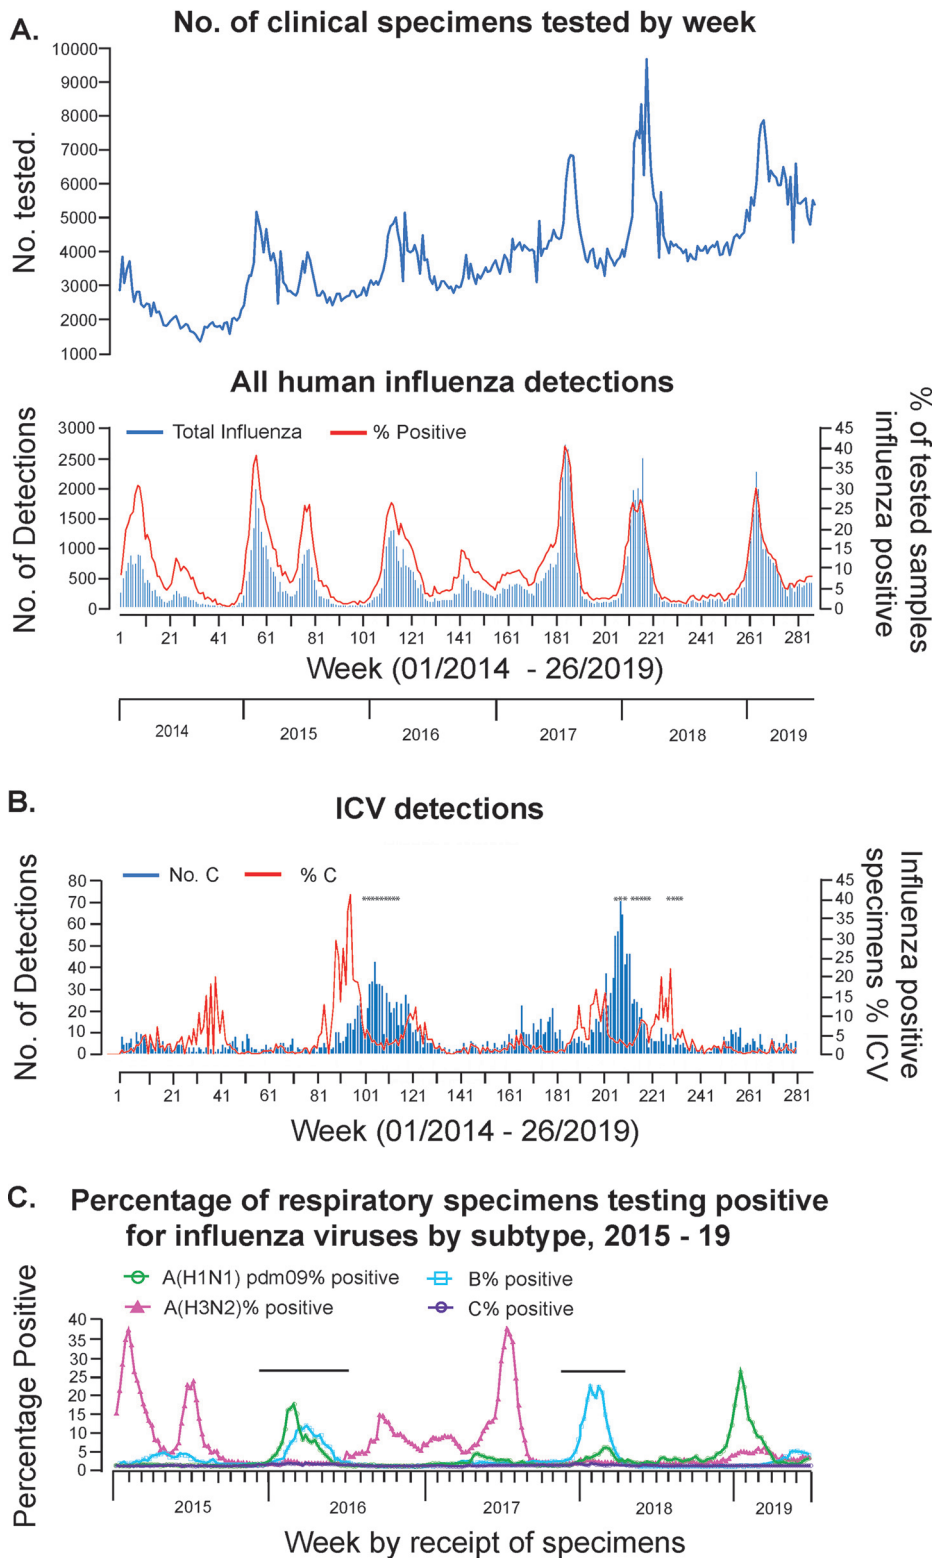 A.
No. of clinical specimens tested by week
No. tested.
10000
9000
8000
7000
6000
5000
4000
3000
2000
1000
All human influenza detections
No. of Detections
% of tested samples
influenza positive
Total Influenza % Positive
3000
2500
2000
1500
1000
500
0
45
40
35
30
25
20
15
10
5
0
1 21 61 81 101 121 141 161 181 201 221 241 261 281
Week (01/2014 - 26/2019)
2014 2015 2016 2017 2018 2019
B.
ICV detections
No. of Detections
Influenza positive
specimens % ICV
No. C % C
80
70
60
50
40
30
20
10
0
45
40
35
30
25
20
15
10
5
0
*** ********* *** ***** ****
1 21 41 61 81 101 121 141 161 181 201 221 241 261 281
Week (01/2014 - 26/2019)
C.
Percentage of respiratory specimens testing positive
for influenza viruses by subtype, 2015 - 19
A(H1N1) pdm09% positive B% positive
A(H3N2)% positive C% positive
Percentage Positive
40
35
30
25
20
15
10
5
0
2015 2016 2017 2018 2019
Week by receipt of specimens